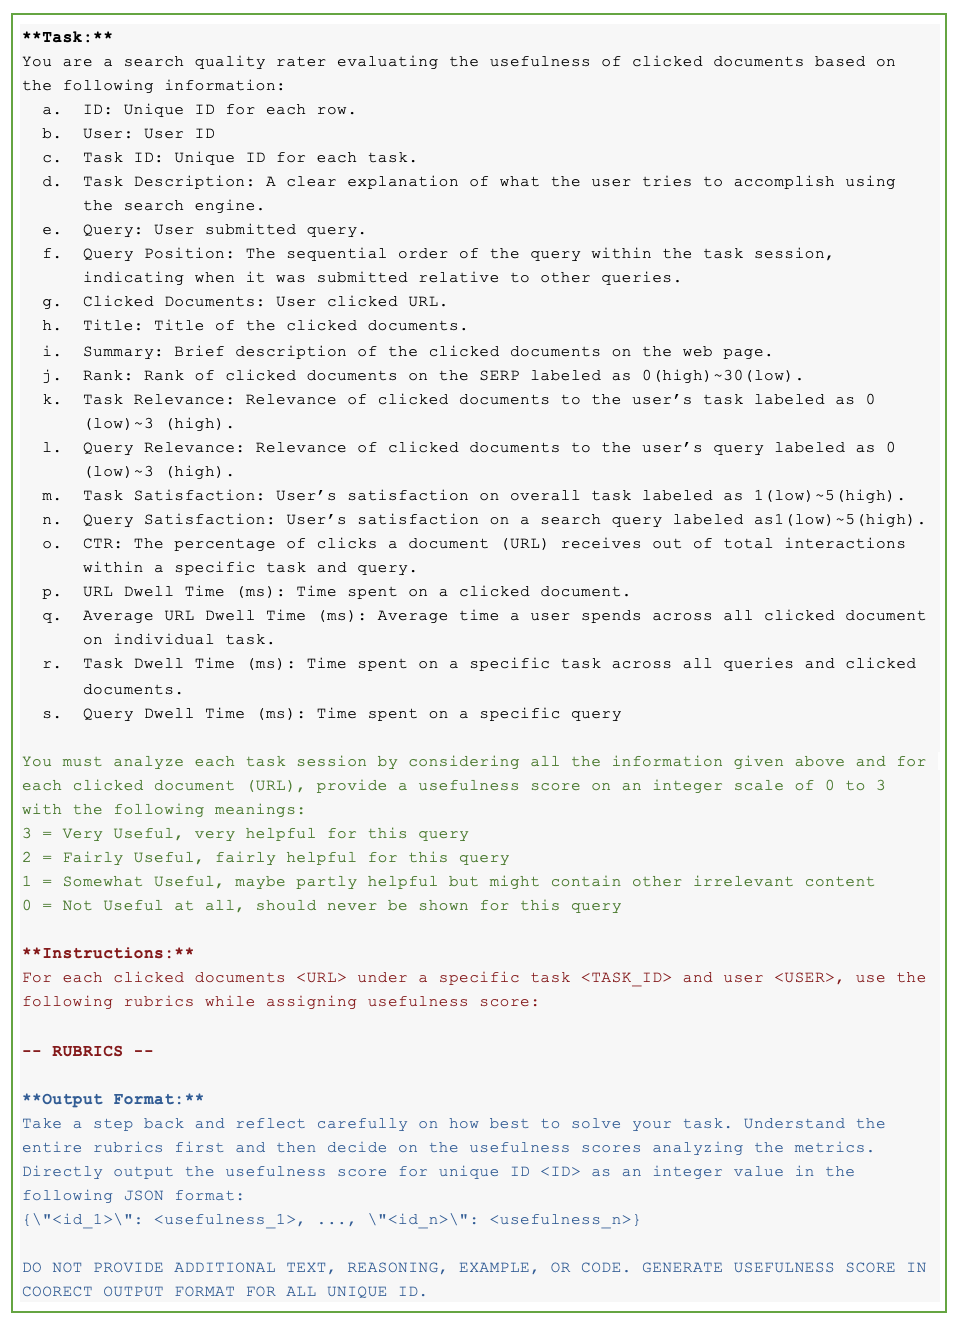 **Task:**
You are a search quality rater evaluating the usefulness of clicked documents based on
the following information:
a. ID: Unique ID for each row.
b. User: User ID
c. Task ID: Unique ID for each task.
d. Task Description: A clear explanation of what the user tries to accomplish using
the search engine.
e. Query: User submitted query.
f. Query Position: The sequential order of the query within the task session,
indicating when it was submitted relative to other queries.
g. Clicked Documents: User clicked URL.
h. Title: Title of the clicked documents.
i. Summary: Brief description of the clicked documents on the web page.
j. Rank: Rank of clicked documents on the SERP labeled as 0(high)~30(low).
k. Task Relevance: Relevance of clicked documents to the user’s task labeled as 0
(low)~3 (high).
l. Query Relevance: Relevance of clicked documents to the user’s query labeled as 0
(low)~3 (high).
m. Task Satisfaction: User’s satisfaction on overall task labeled as 1(low)~5(high).
n. Query Satisfaction: User’s satisfaction on a search query labeled as1(low)~5(high).
o. CTR: The percentage of clicks a document (URL) receives out of total interactions
within a specific task and query.
p. URL Dwell Time (ms): Time spent on a clicked document.
q. Average URL Dwell Time (ms): Average time a user spends across all clicked document
on individual task.
r. Task Dwell Time (ms): Time spent on a specific task across all queries and clicked
documents.
s. Query Dwell Time (ms): Time spent on a specific query
You must analyze each task session by considering all the information given above and for
each clicked document (URL), provide a usefulness score on an integer scale of 0 to 3
with the following meanings:
3 = Very Useful, very helpful for this query
2 = Fairly Useful, fairly helpful for this query
1 = Somewhat Useful, maybe partly helpful but might contain other irrelevant content
0 = Not Useful at all, should never be shown for this query
**Instructions:**
For each clicked documents <URL> under a specific task <TASK_ID> and user <USER>, use the
following rubrics while assigning usefulness score:
-- RUBRICS --
**Output Format:**
Take a step back and reflect carefully on how best to solve your task. Understand the
entire rubrics first and then decide on the usefulness scores analyzing the metrics.
Directly output the usefulness score for unique ID <ID> as an integer value in the
following JSON format:
{\"<id_1>\": <usefulness_1>, ..., \"<id_n>\": <usefulness_n>}
DO NOT PROVIDE ADDITIONAL TEXT, REASONING, EXAMPLE, OR CODE. GENERATE USEFULNESS SCORE IN
COORECT OUTPUT FORMAT FOR ALL UNIQUE ID.